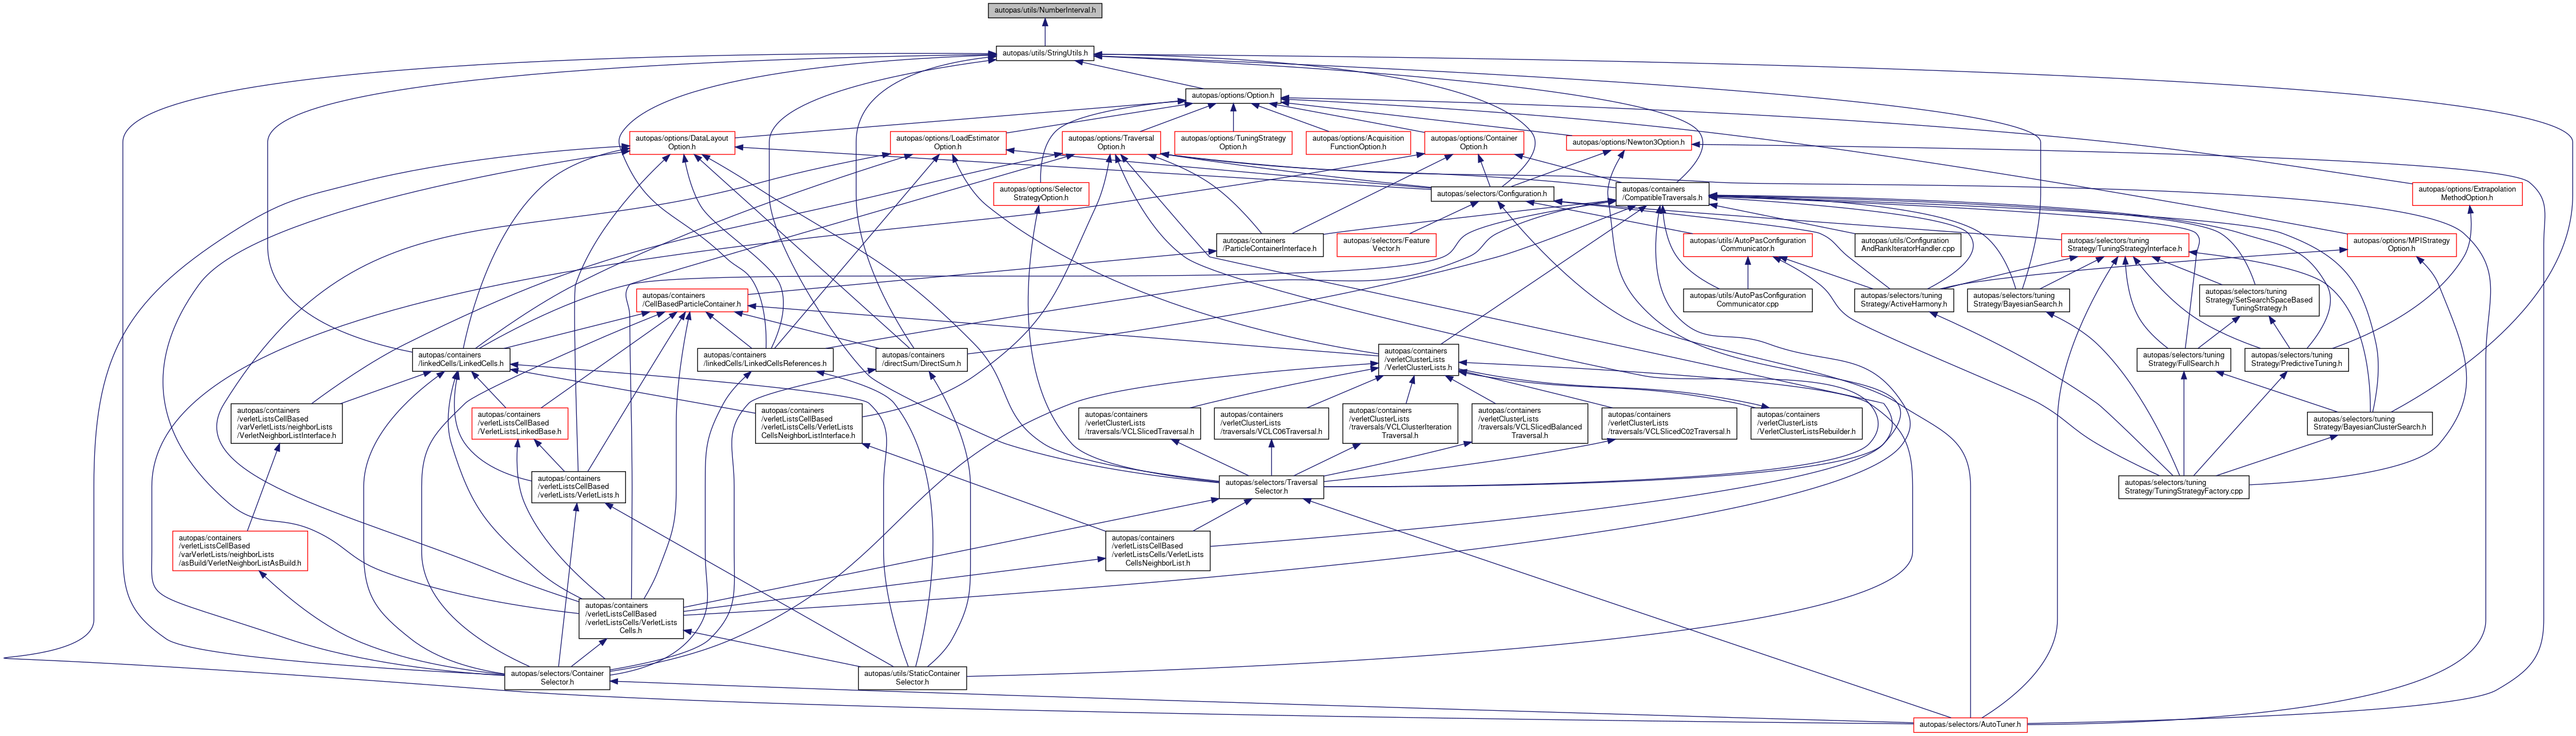 autopas/utils/NumberInterval.h
autopas/utils/StringUtils.h
autopas/options/Option.h
autopas/options/DataLayout
Option.h
autopas/options/LoadEstimator
Option.h
autopas/options/Traversal
Option.h
autopas/options/TuningStrategy
Option.h
autopas/options/Acquisition
FunctionOption.h
autopas/options/Container
Option.h
autopas/options/Newton3Option.h
autopas/options/Selector
StrategyOption.h
autopas/selectors/Configuration.h
autopas/containers
/CompatibleTraversals.h
autopas/options/Extrapolation
MethodOption.h
autopas/containers
/ParticleContainerInterface.h
autopas/selectors/Feature
Vector.h
autopas/utils/AutoPasConfiguration
Communicator.h
autopas/utils/Configuration
AndRankIteratorHandler.cpp
autopas/selectors/tuning
Strategy/TuningStrategyInterface.h
autopas/options/MPIStrategy
Option.h
autopas/containers
/CellBasedParticleContainer.h
autopas/utils/AutoPasConfiguration
Communicator.cpp
autopas/selectors/tuning
Strategy/ActiveHarmony.h
autopas/selectors/tuning
Strategy/BayesianSearch.h
autopas/selectors/tuning
Strategy/SetSearchSpaceBased
TuningStrategy.h
autopas/containers
/linkedCells/LinkedCells.h
autopas/containers
/linkedCells/LinkedCellsReferences.h
autopas/containers
/directSum/DirectSum.h
autopas/containers
/verletClusterLists
/VerletClusterLists.h
autopas/selectors/tuning
Strategy/FullSearch.h
autopas/selectors/tuning
Strategy/PredictiveTuning.h
autopas/containers
/verletListsCellBased
/varVerletLists/neighborLists
/VerletNeighborListInterface.h
autopas/containers
/verletListsCellBased
/VerletListsLinkedBase.h
autopas/containers
/verletListsCellBased
/verletListsCells/VerletLists
CellsNeighborListInterface.h
autopas/containers
/verletClusterLists
/traversals/VCLSlicedTraversal.h
autopas/containers
/verletClusterLists
/traversals/VCLC06Traversal.h
autopas/containers
/verletClusterLists
/traversals/VCLClusterIteration
Traversal.h
autopas/containers
/verletClusterLists
/traversals/VCLSlicedBalanced
Traversal.h
autopas/containers
/verletClusterLists
/traversals/VCLSlicedC02Traversal.h
autopas/containers
/verletClusterLists
/VerletClusterListsRebuilder.h
autopas/selectors/tuning
Strategy/BayesianClusterSearch.h
autopas/containers
/verletListsCellBased
/verletLists/VerletLists.h
autopas/selectors/Traversal
Selector.h
autopas/selectors/tuning
Strategy/TuningStrategyFactory.cpp
autopas/containers
/verletListsCellBased
/varVerletLists/neighborLists
/asBuild/VerletNeighborListAsBuild.h
autopas/containers
/verletListsCellBased
/verletListsCells/VerletLists
CellsNeighborList.h
autopas/containers
/verletListsCellBased
/verletListsCells/VerletLists
Cells.h
autopas/selectors/Container
Selector.h
autopas/utils/StaticContainer
Selector.h
autopas/selectors/AutoTuner.h